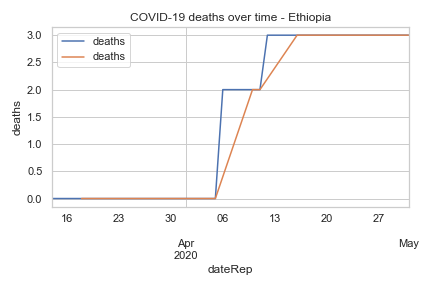 COVID-19 deaths over time - Ethiopia
deaths
deaths
deaths
3.0
2.5
2.0
1.5
1.0
0.5
0.0
16 23 30 06 13 20 27
Apr May
2020
dateRep